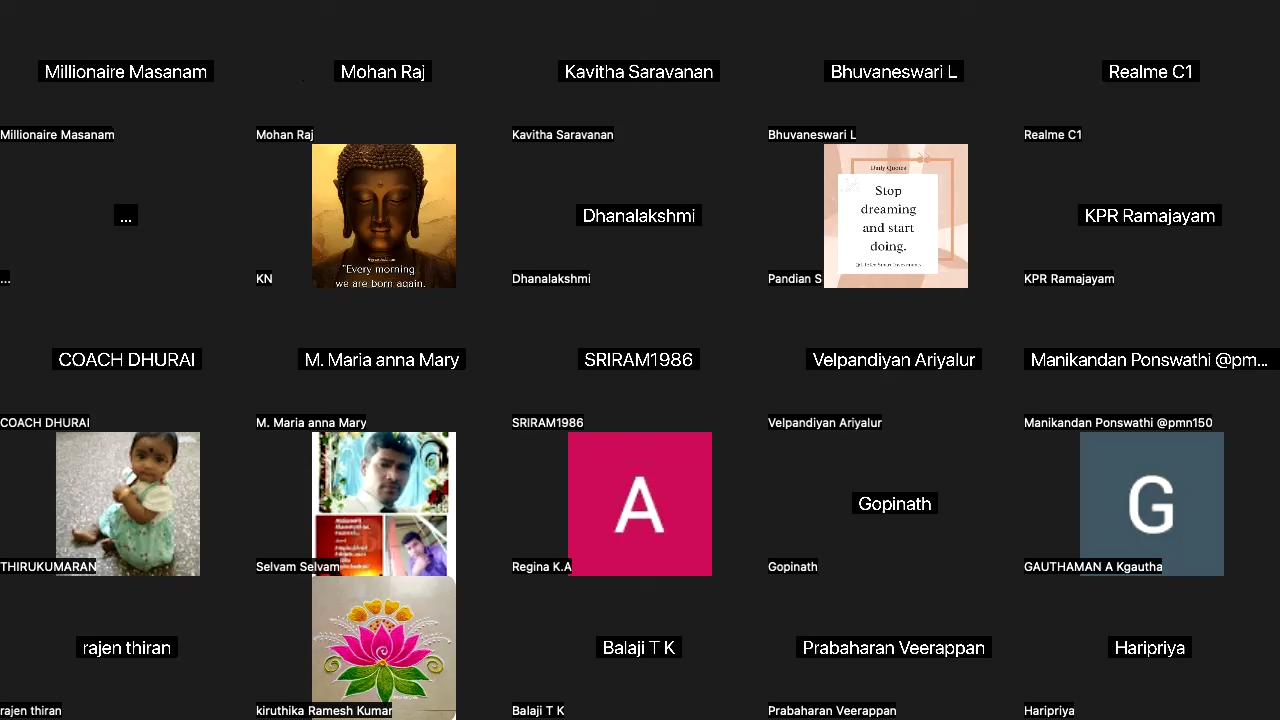 Millionaire Masanam
Mohan Raj
Kavitha Saravanan
Bhuvaneswari L
Realme C1
Millionaire Masanam
Mohan Raj
Kavitha Saravanan
Bhuvaneswari L
Realme C1
...
"Every morning
we are born again.
Dhanalakshmi
Daily Quotes
Stop
dreaming
and start
doing.
KPR Ramajayam
...
KN
Dhanalakshmi
Pandian S
KPR Ramajayam
COACH DHURAI
M. Maria anna Mary
SRIRAM1986
Velpandiyan Ariyalur
Manikandan Ponswathi @pm...
COACH DHURAI
M. Maria anna Mary
SRIRAM1986
Velpandiyan Ariyalur
Manikandan Ponswathi @pmn150
A
Gopinath
G
THIRUKUMARAN
Selvam Selvam
Regina K.A
Gopinath
GAUTHAMAN A Kgautha
rajen thiran
Balaji T K
Prabaharan Veerappan
Haripriya
rajen thiran
kiruthika Ramesh Kumar
Balaji T K
Prabaharan Veerappan
Haripriya